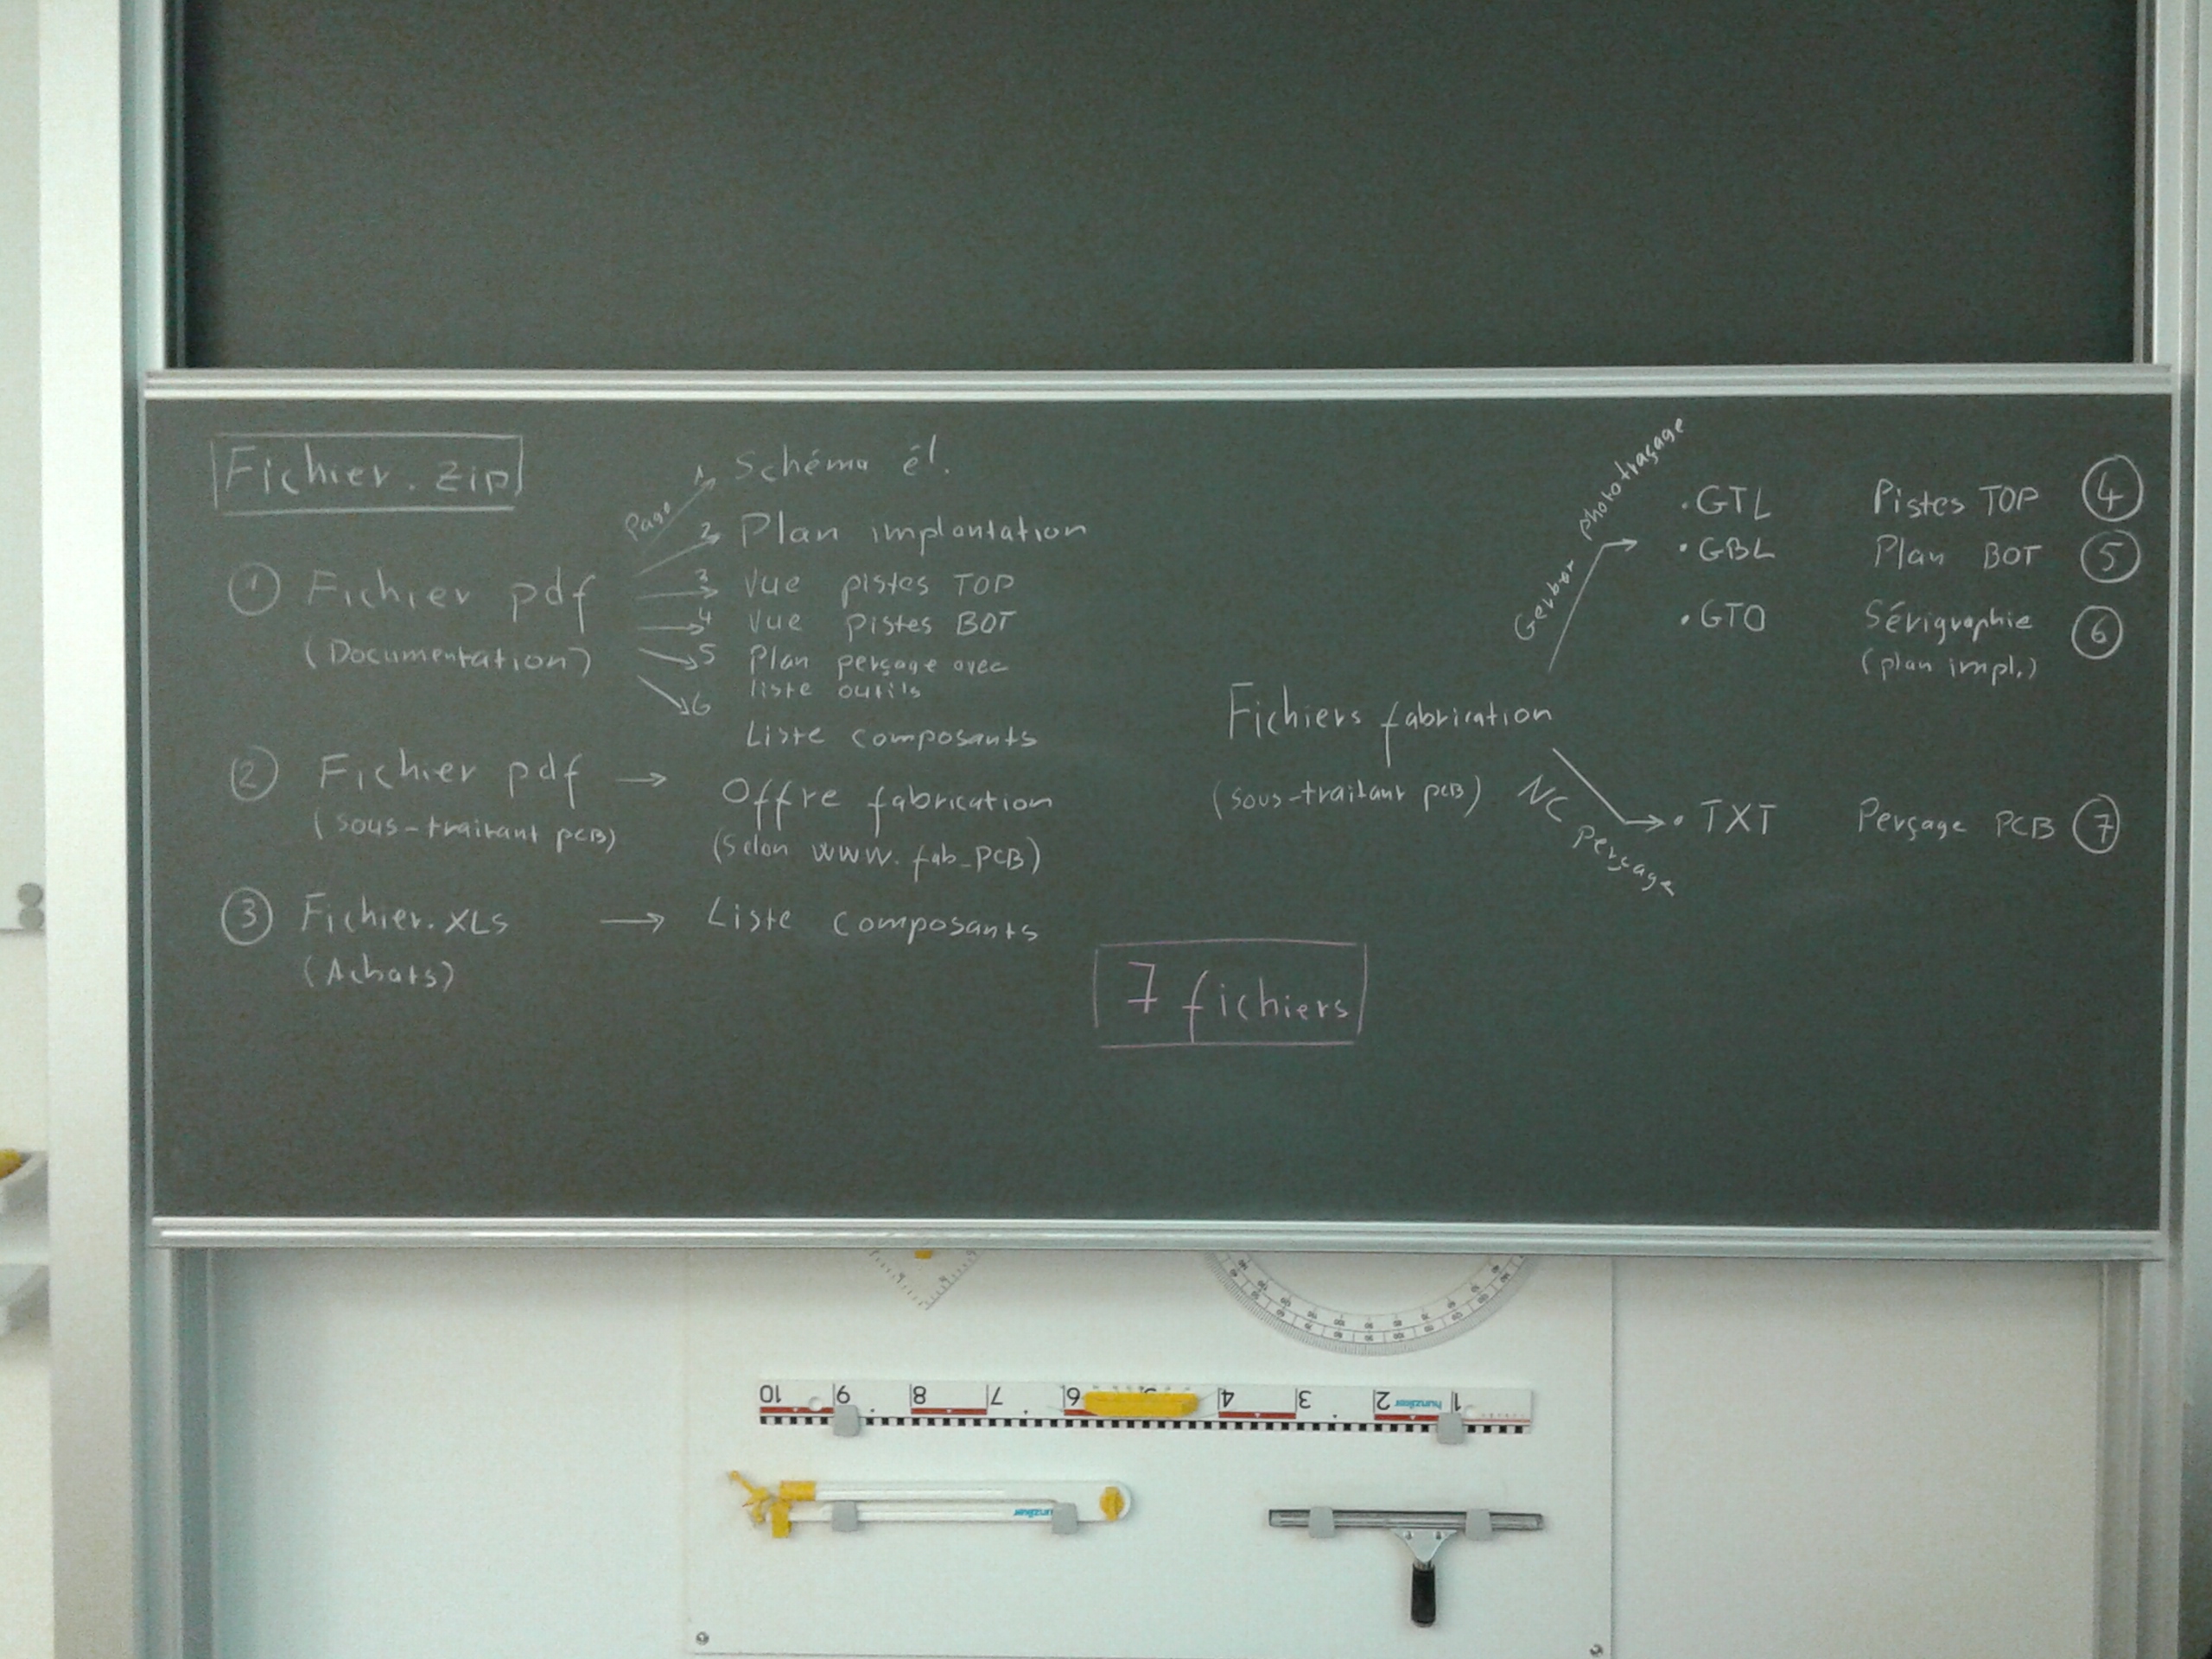 Fichier.zip
① Fichier pdf
(Documentation)
Page
1 Schéma él.
2 Plan implantation
3 Vue pistes TOP
4 Vue pistes BOT
5 Plan perçage avec
liste outils
6
Liste composants
② Fichier pdf → Offre fabrication
(sous-traitant PCB)
(Selon www.fab_PCB)
③ Fichier.XLS → Liste composants
(Achats)
Fichiers fabrication
(sous-traitant PCB)
Gerber phototraçage
.GTL Pistes TOP ④
.GBL Plan BOT ⑤
.GTO Sérigraphie ⑥
(plan impl.)
NC Perçage
.TXT Perçage PCB ⑦
7 fichiers
10 9 8 7 6 5 4 3 2 1
hunziker
hunziker